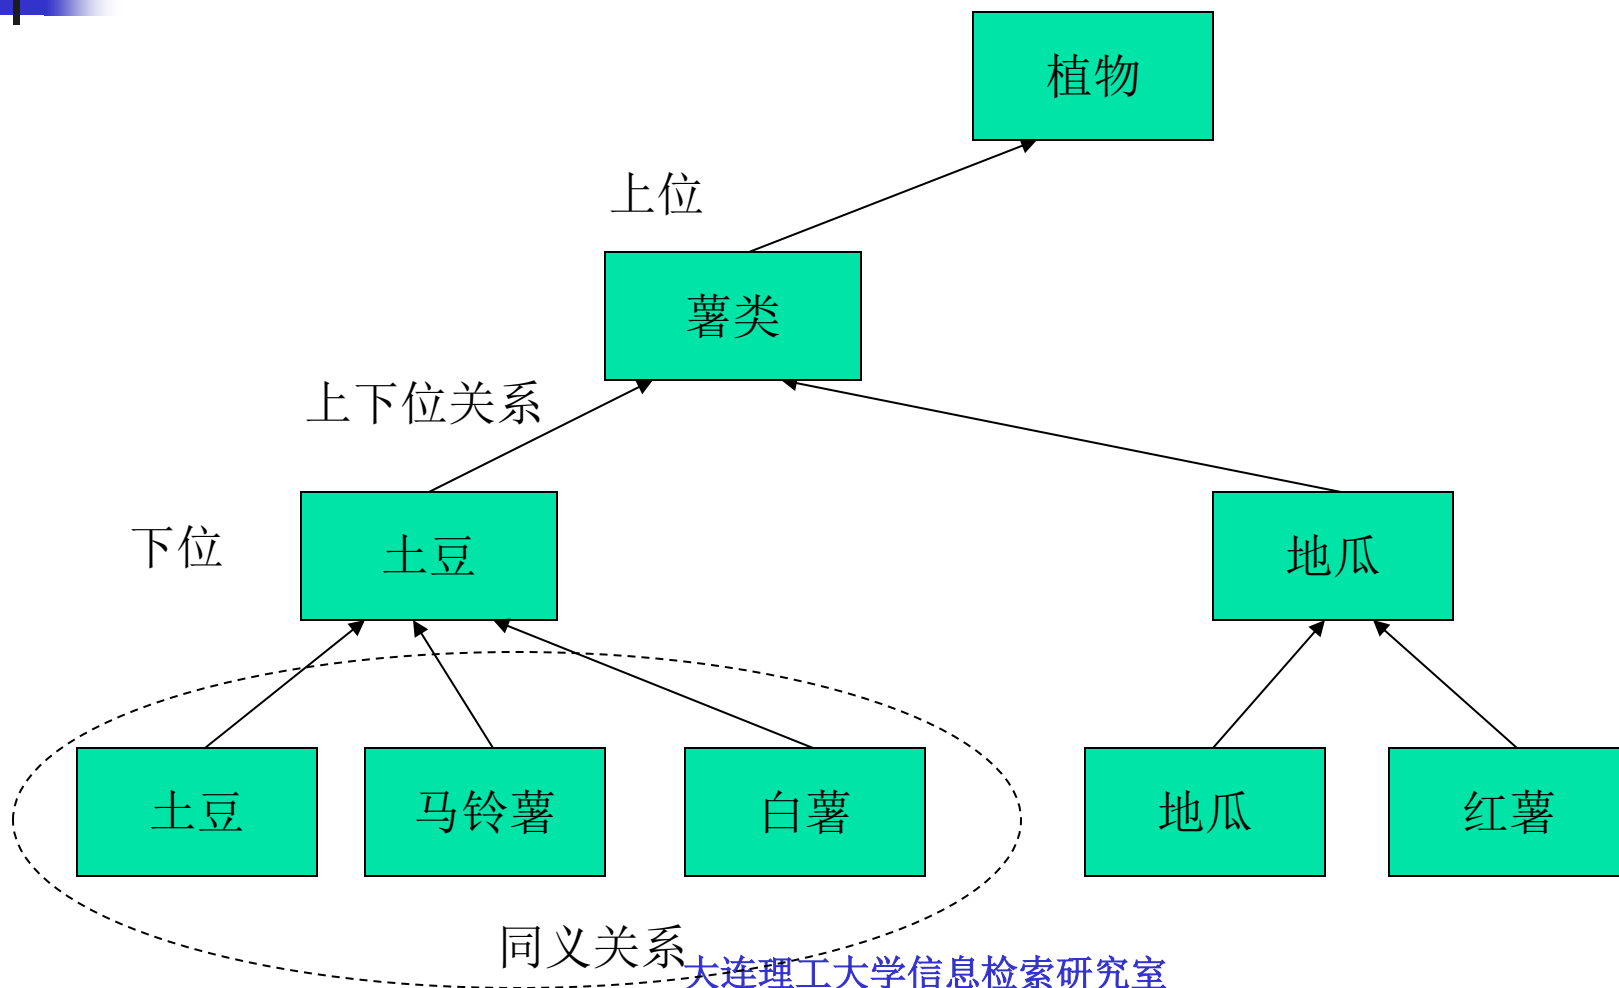 植物
上位
薯类
上下位关系
下位
土豆
地瓜
土豆
马铃薯
白薯
地瓜
红薯
同义关系
大连理工大学信息检索研究室